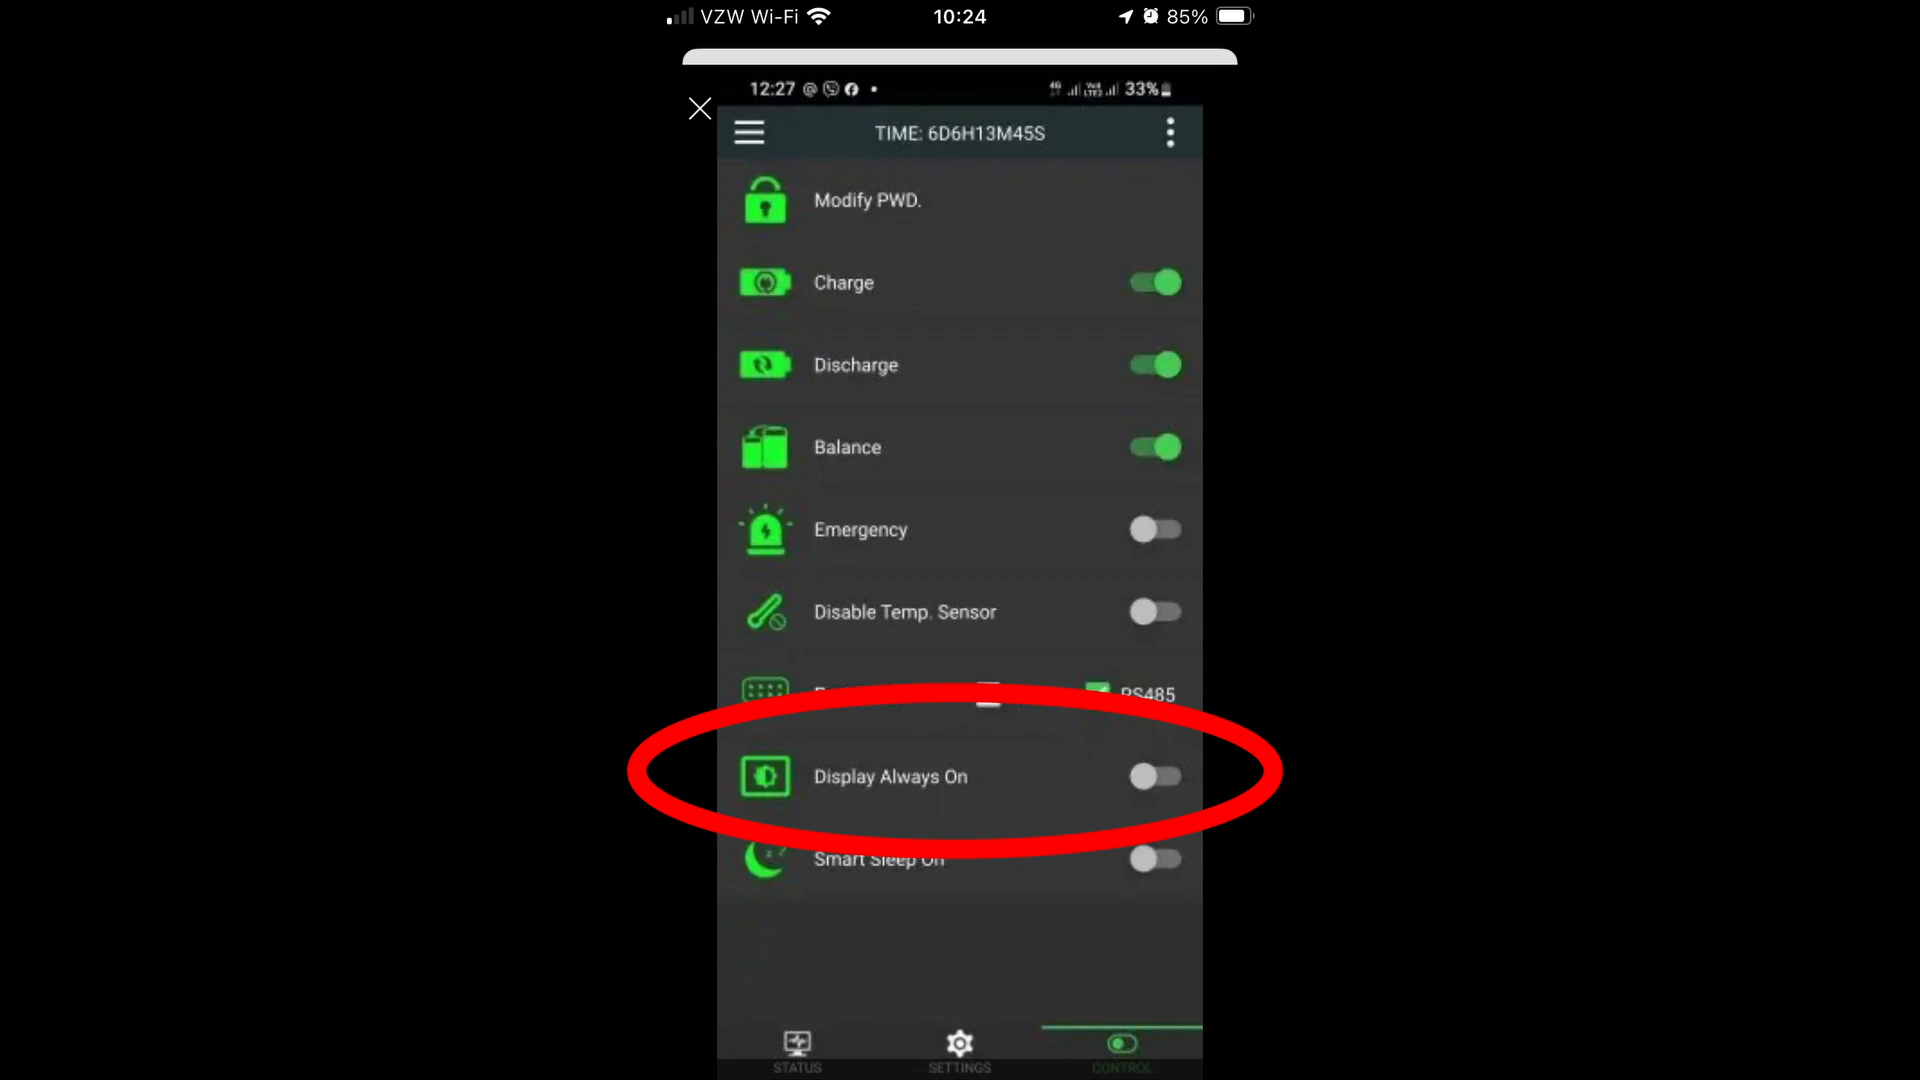 VZW Wi-Fi 10:24 85%
12:27 33%
TIME: 6D6H13M45S
Modify PWD.
Charge
Discharge
Balance
Emergency
Disable Temp. Sensor
RS485
Display Always On
Smart Sleep On
STATUS SETTINGS CONTROL